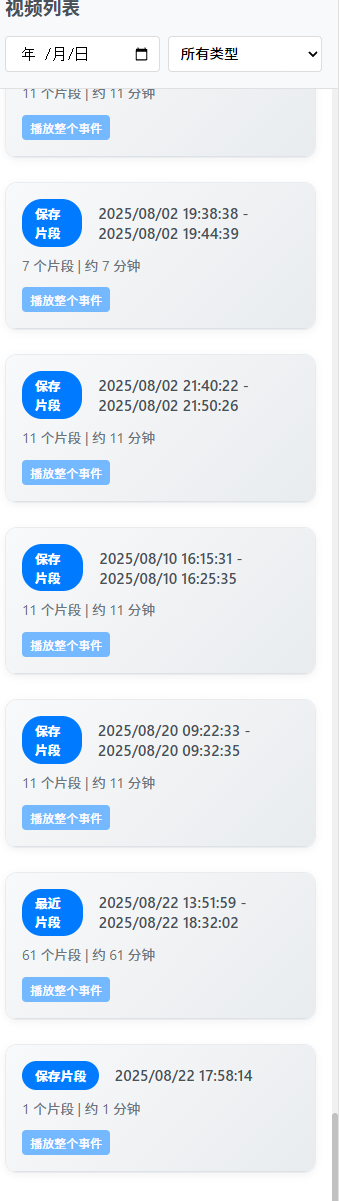 视频列表
年 /月/日
所有类型
11 个片段 | 约 11 分钟
播放整个事件
保存
片段
2025/08/02 19:38:38 -
2025/08/02 19:44:39
7 个片段 | 约 7 分钟
播放整个事件
保存
片段
2025/08/02 21:40:22 -
2025/08/02 21:50:26
11 个片段 | 约 11 分钟
播放整个事件
保存
片段
2025/08/10 16:15:31 -
2025/08/10 16:25:35
11 个片段 | 约 11 分钟
播放整个事件
保存
片段
2025/08/20 09:22:33 -
2025/08/20 09:32:35
11 个片段 | 约 11 分钟
播放整个事件
最近
片段
2025/08/22 13:51:59 -
2025/08/22 18:32:02
61 个片段 | 约 61 分钟
播放整个事件
保存片段
2025/08/22 17:58:14
1 个片段 | 约 1 分钟
播放整个事件